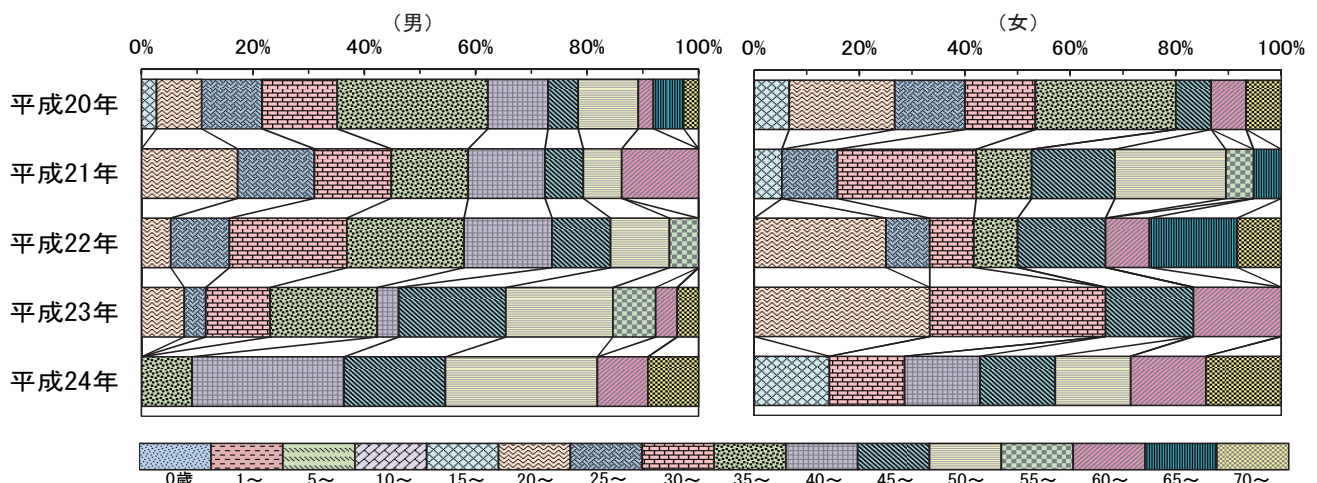 （男）
（女）
0% 20% 40% 60% 80% 100%
0% 20% 40% 60% 80% 100%
平成20年
平成21年
平成22年
平成23年
平成24年
0歳 1～ 5～ 10～ 15～ 20～ 25～ 30～ 35～ 40～ 45～ 50～ 55～ 60～ 65～ 70～